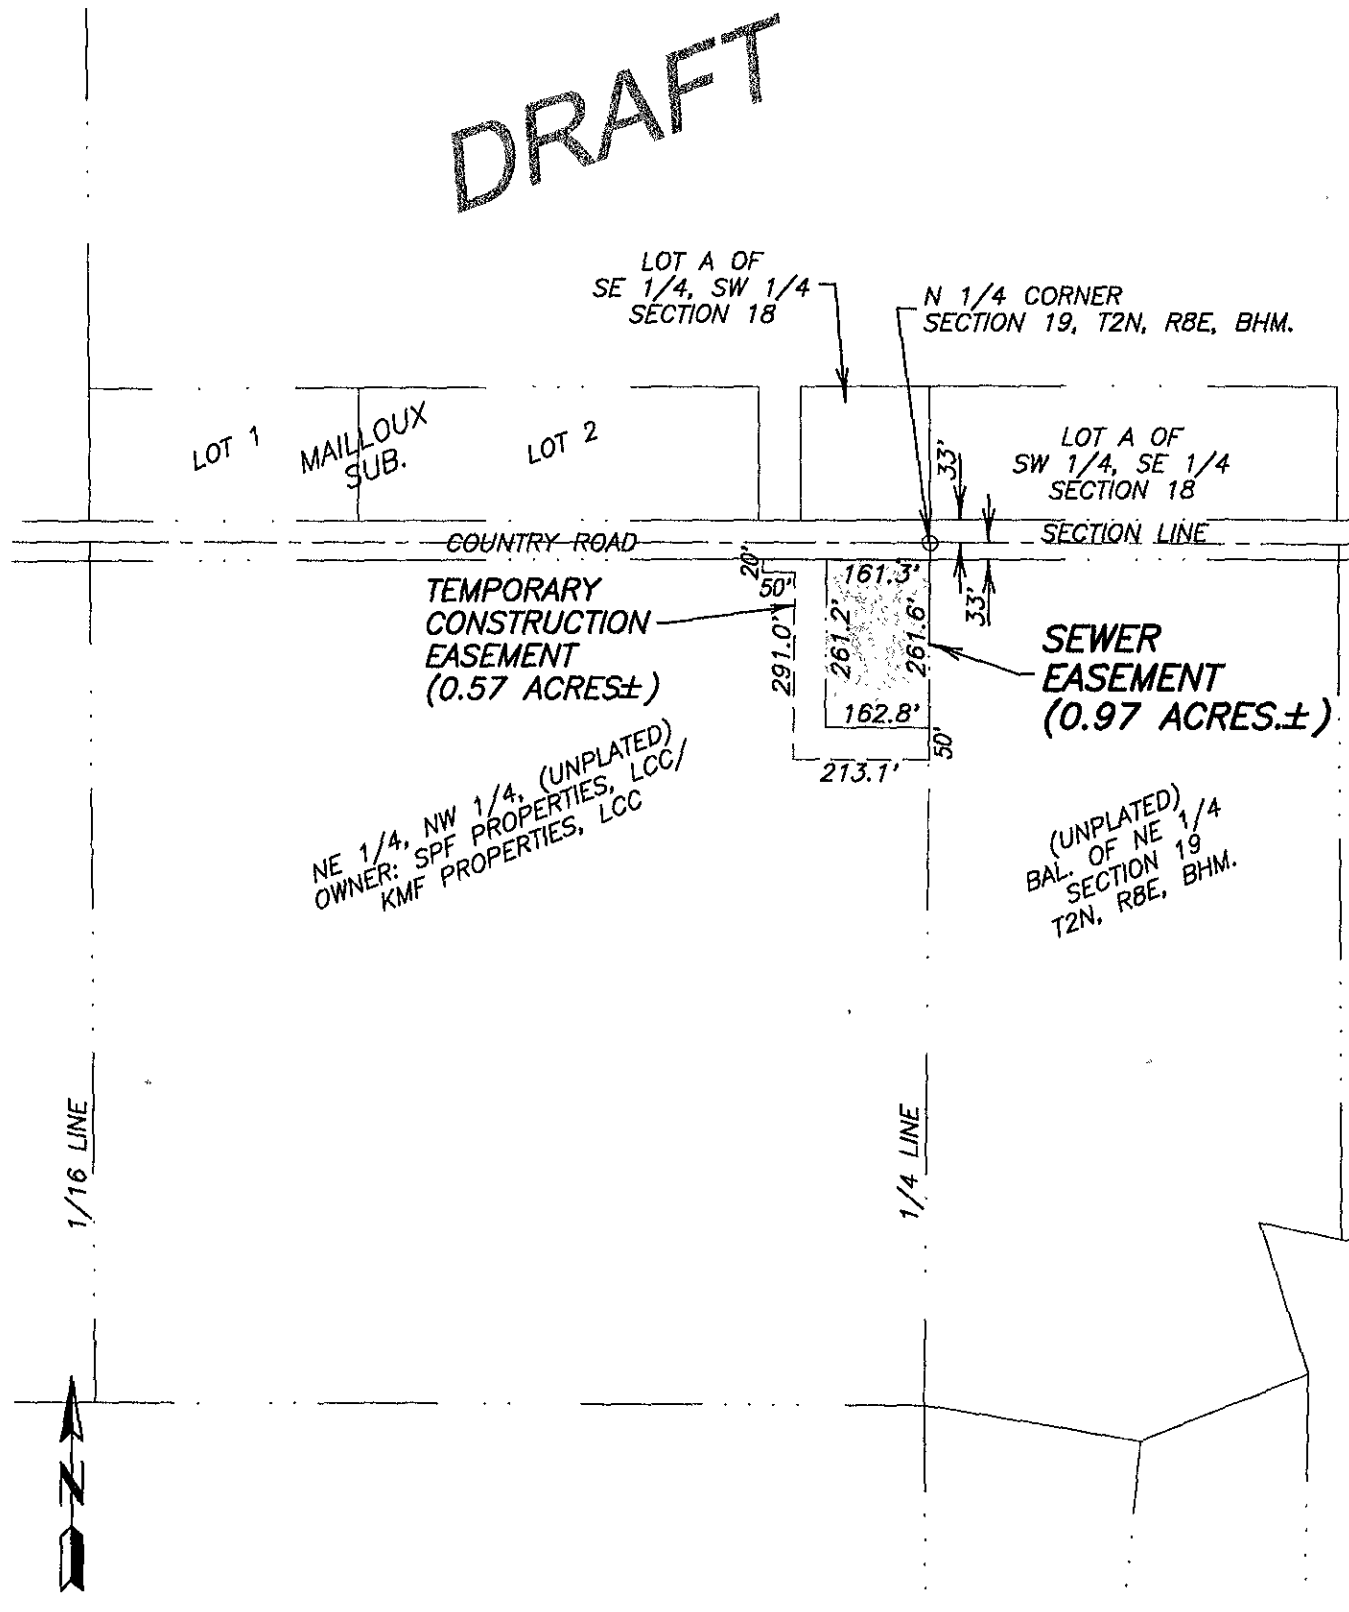 DRAFT
LOT A OF
SE 1/4, SW 1/4
SECTION 18
N 1/4 CORNER
SECTION 19, T2N, R8E, BHM.
LOT 1
MAILLOUX
SUB.
LOT 2
33'
LOT A OF
SW 1/4, SE 1/4
SECTION 18
COUNTRY ROAD
SECTION LINE
20'
50'
161.3'
33'
TEMPORARY
CONSTRUCTION
EASEMENT
(0.57 ACRES±)
291.0'
261.2'
261.6'
SEWER
EASEMENT
(0.97 ACRES.±)
162.8'
50'
213.1'
NE 1/4, NW 1/4, (UNPLATED)
OWNER: SPF PROPERTIES, LCC/
KMF PROPERTIES, LCC
(UNPLATED)
BAL. OF NE 1/4
SECTION 19
T2N, R8E, BHM.
1/16 LINE
1/4 LINE
N